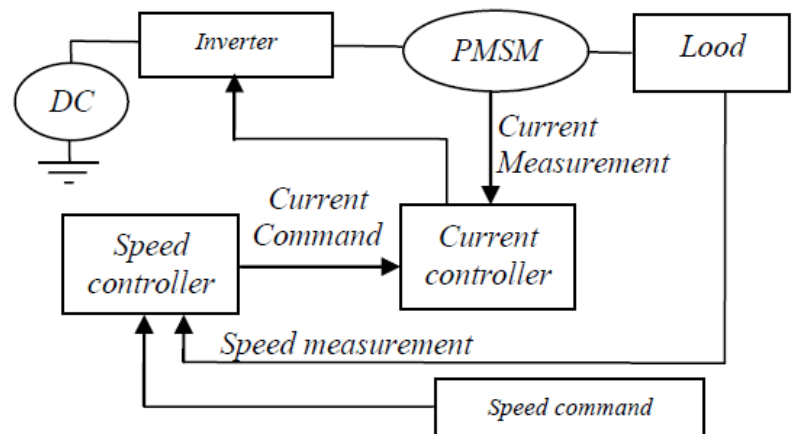 Inverter
PMSM
Lood
DC
Current
Measurement
Current
Command
Speed
controller
Current
controller
Speed measurement
Speed command